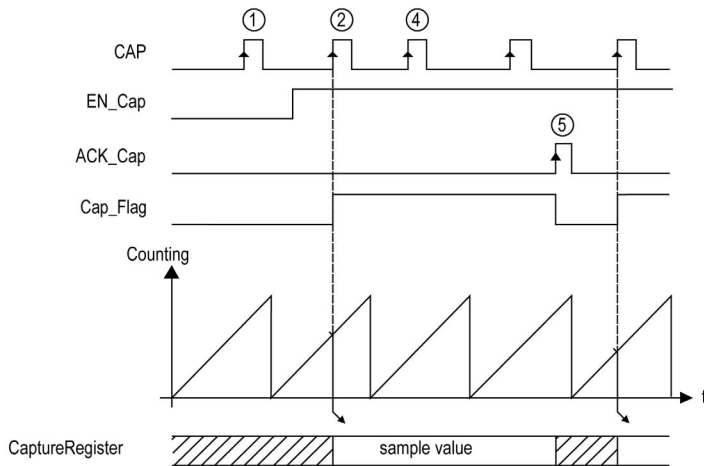 ① ② ④
CAP
EN_Cap
⑤
ACK_Cap
Cap_Flag
Counting
t
CaptureRegister sample value